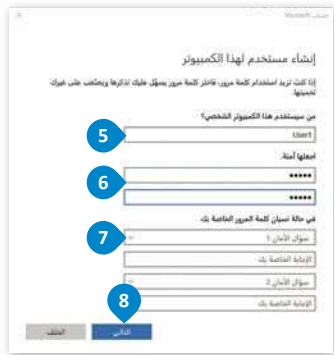 حساب Microsoft
إنشاء مستخدم لهذا الكمبيوتر
إذا كنت تريد استخدام كلمة مرور، فاختر كلمة مرور يسهل عليك تذكرها ويصعب على غيرك
تخمينها.
من سيستخدم هذا الكمبيوتر الشخصي؟
5
User1
اجعلها آمنة.
•••••
6
•••••
في حالة نسيان كلمة المرور الخاصة بك
7
سؤال الأمان 1
الإجابة الخاصة بك
سؤال الأمان 2
الإجابة الخاصة بك
8
التالي
الخلف